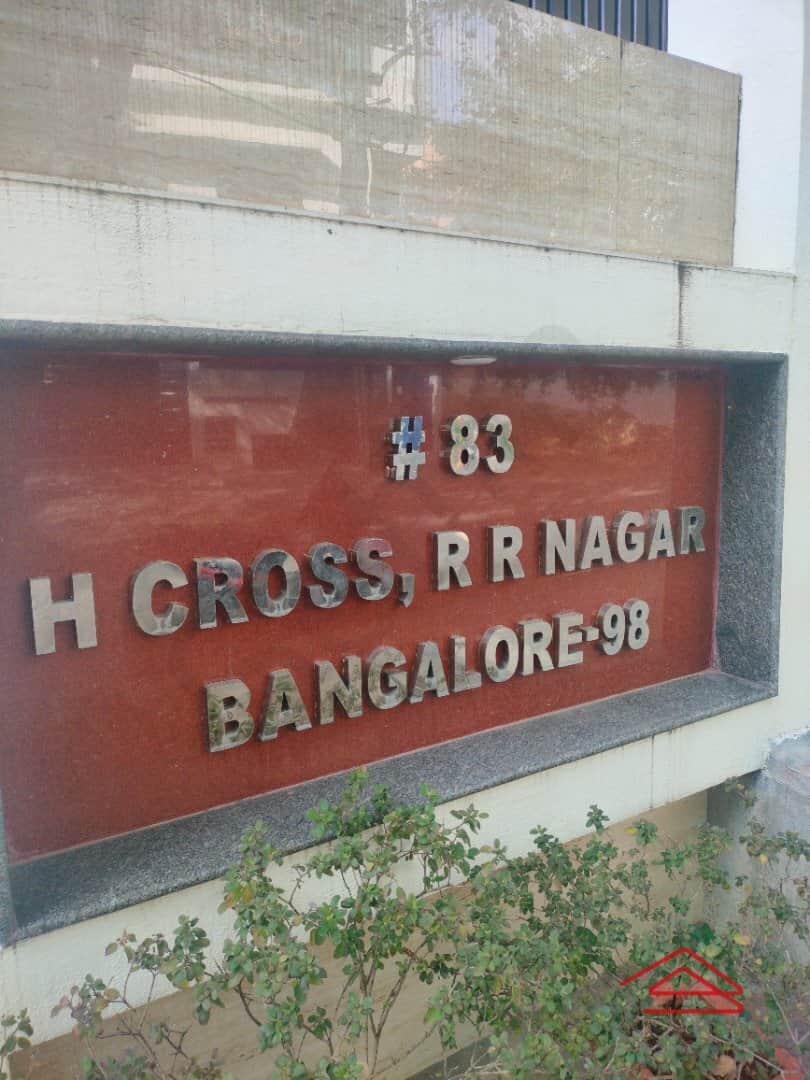 # 83
H CROSS, R R NAGAR
BANGALORE-98